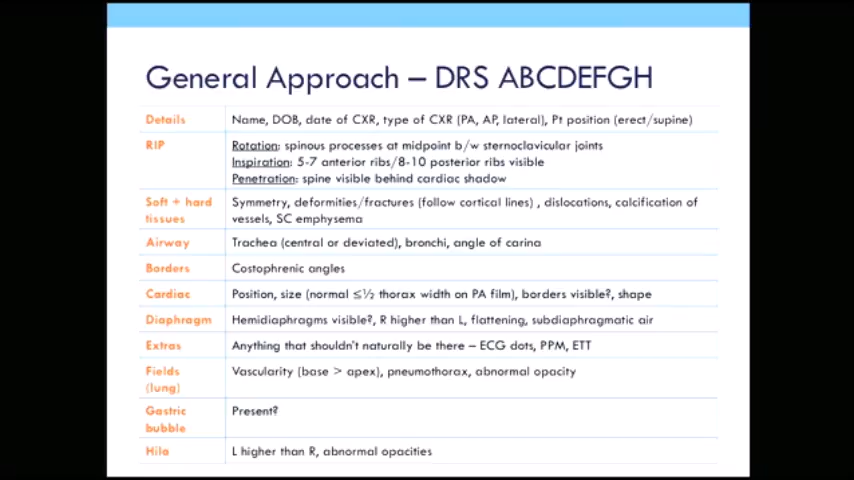 General Approach – DRS ABCDEFGH
Details
Name, DOB, date of CXR, type of CXR (PA, AP, lateral), Pt position (erect/supine)
RIP
Rotation: spinous processes at midpoint b/w sternoclavicular joints
Inspiration: 5-7 anterior ribs/8-10 posterior ribs visible
Penetration: spine visible behind cardiac shadow
Soft + hard
tissues
Symmetry, deformities/fractures (follow cortical lines) , dislocations, calcification of
vessels, SC emphysema
Airway
Trachea (central or deviated), bronchi, angle of carina
Borders
Costophrenic angles
Cardiac
Position, size (normal ≤½ thorax width on PA film), borders visible?, shape
Diaphragm
Hemidiaphragms visible?, R higher than L, flattening, subdiaphragmatic air
Extras
Anything that shouldn't naturally be there – ECG dots, PPM, ETT
Fields
(lung)
Vascularity (base > apex), pneumothorax, abnormal opacity
Gastric
bubble
Present?
Hila
L higher than R, abnormal opacities